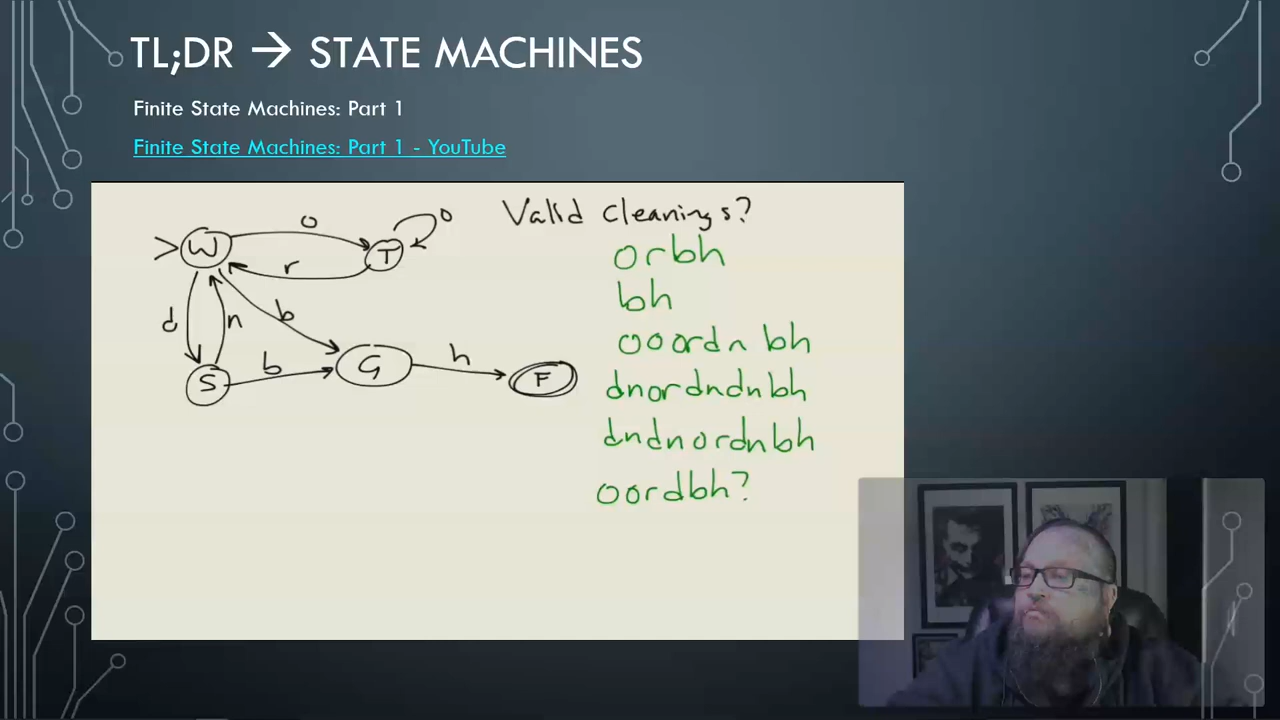 TL;DR → STATE MACHINES
Finite State Machines: Part 1
Finite State Machines: Part 1 - YouTube
Valid cleanings?
o
o
> W
T
r
orbh
bh
d
n
b
ooordnbh
b
h
S
G
F
dnordndnbh
dndnordnbh
oordbh?